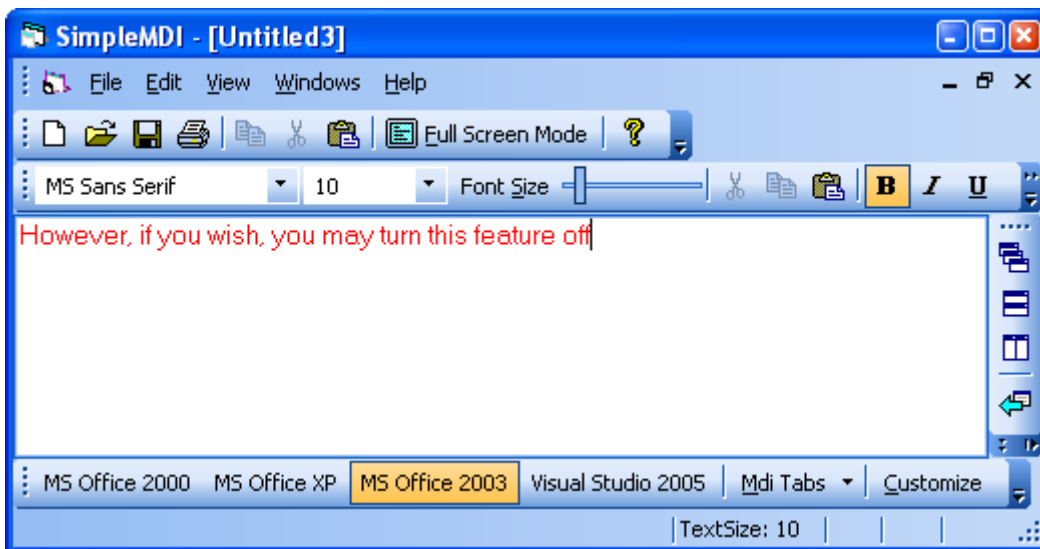 SimpleMDI - [Untitled3]
File Edit View Windows Help
Full Screen Mode
MS Sans Serif 10 Font Size B I U
However, if you wish, you may turn this feature off
MS Office 2000 MS Office XP MS Office 2003 Visual Studio 2005 Mdi Tabs Customize
TextSize: 10